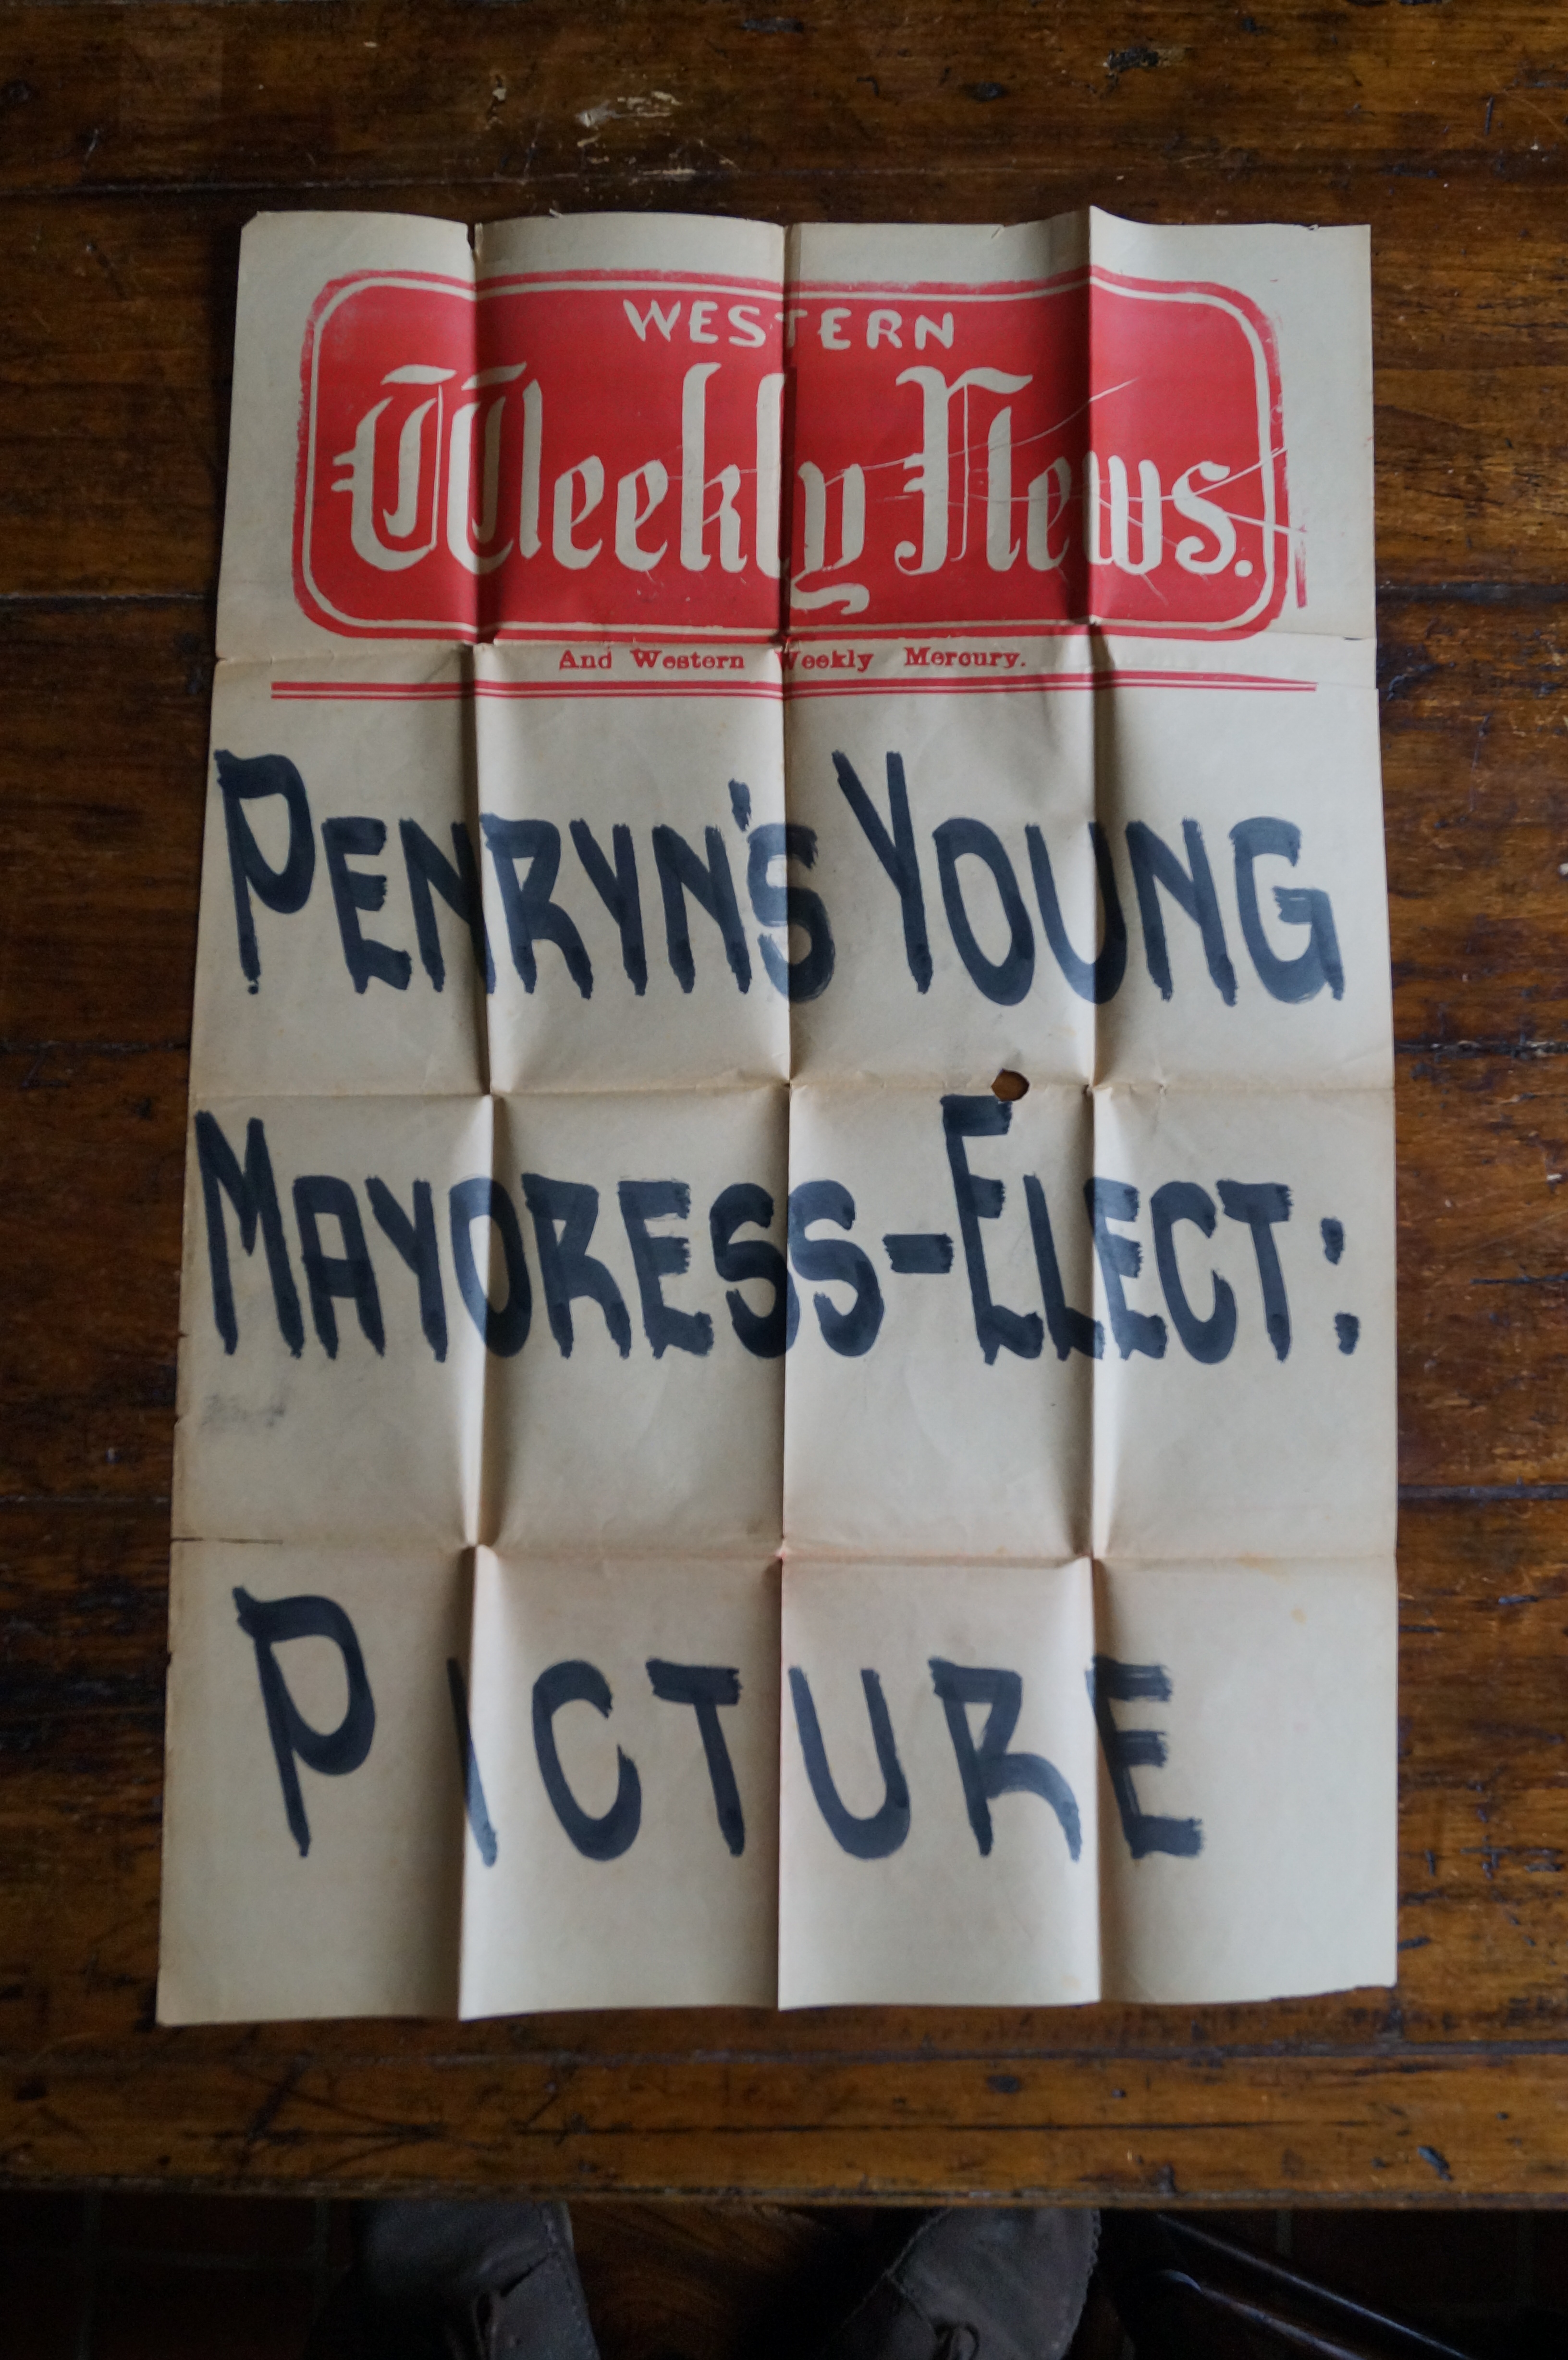 WESTERN
Weekly News.
And Western Weekly Mercury.
PENRYN'S YOUNG
MAYORESS-ELECT:
PICTURE